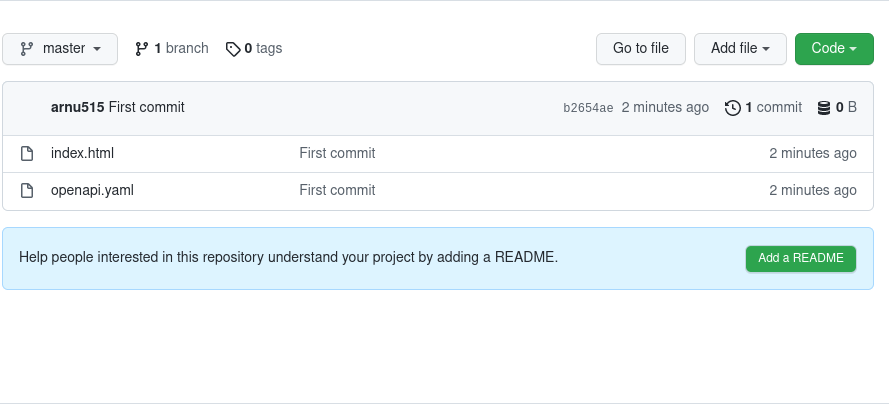 master 1 branch 0 tags Go to file Add file Code
arnu515 First commit b2654ae 2 minutes ago 1 commit 0 B
index.html First commit 2 minutes ago
openapi.yaml First commit 2 minutes ago
Help people interested in this repository understand your project by adding a README. Add a README